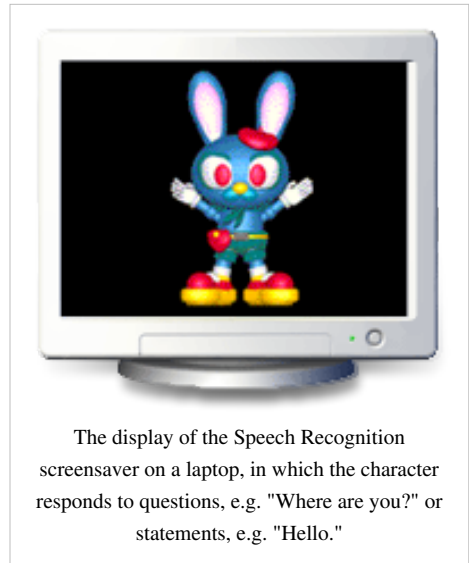 The display of the Speech Recognition
screensaver on a laptop, in which the character
responds to questions, e.g. "Where are you?" or
statements, e.g. "Hello."